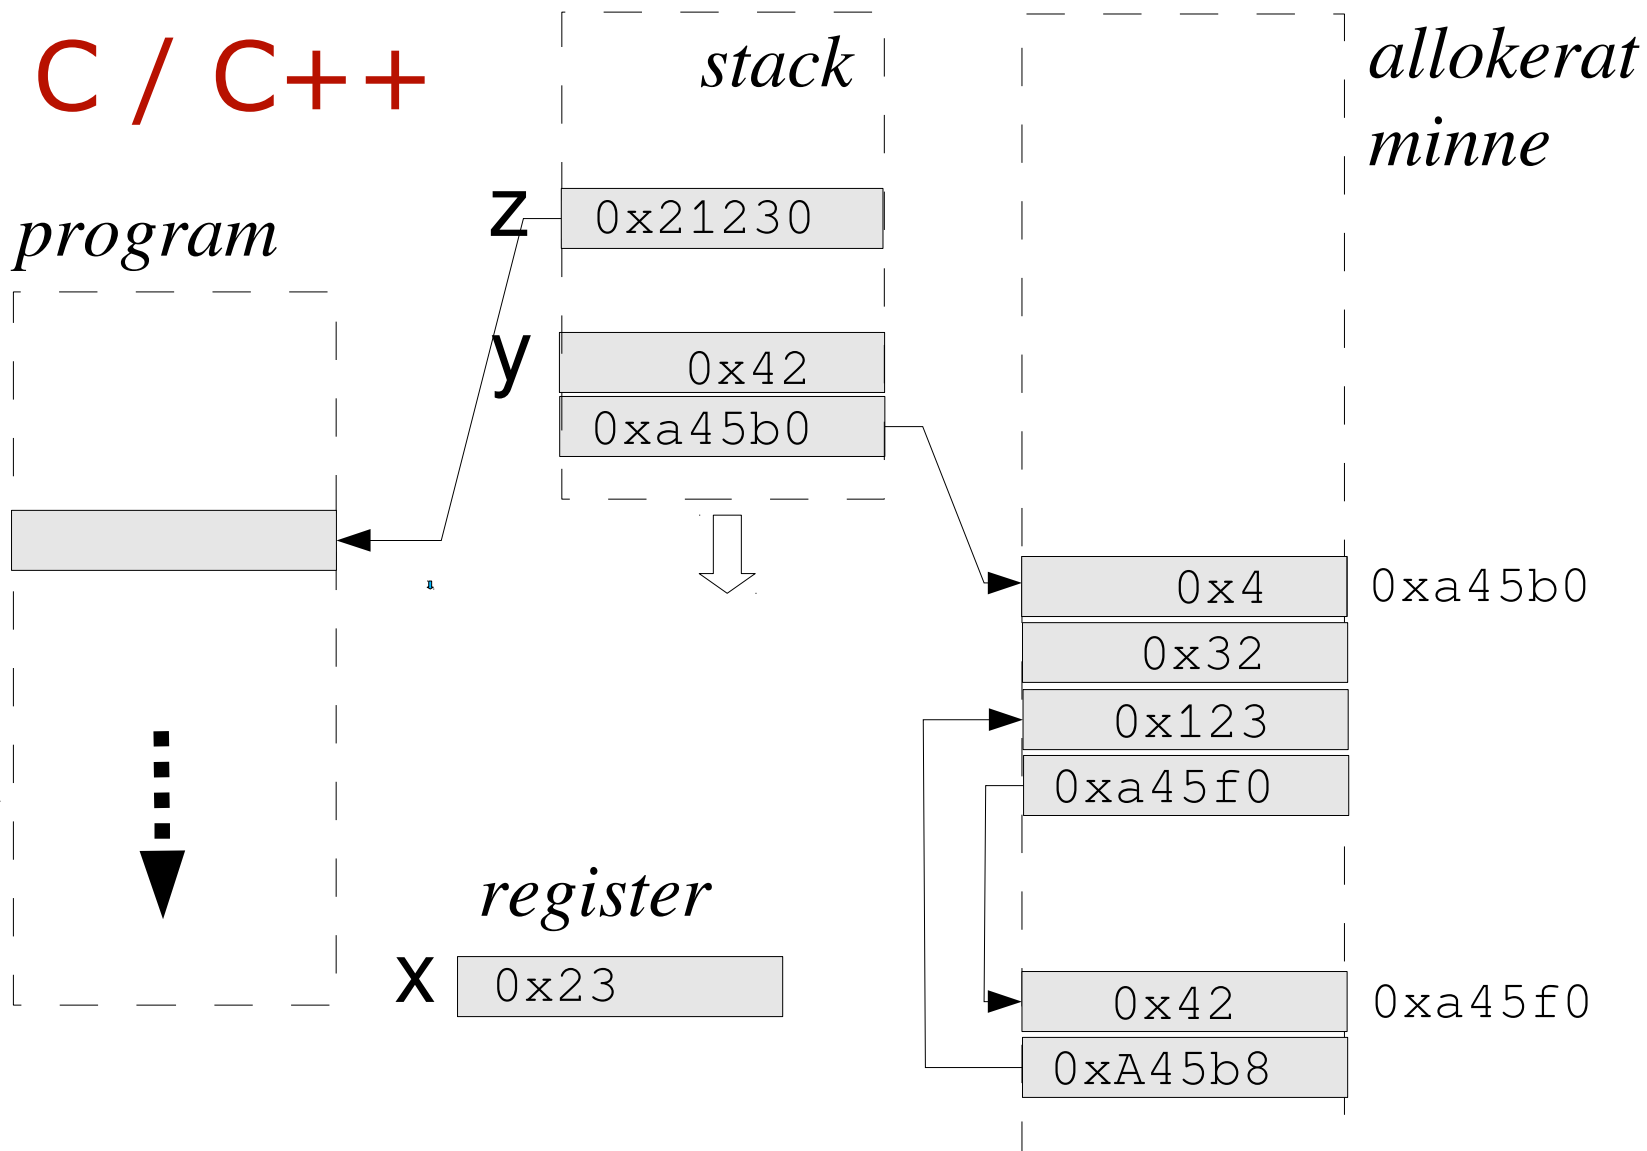 C / C++
stack
allokerat
minne
program
z
0x21230
y
0x42
0xa45b0
0x4
0xa45b0
0x32
0x123
0xa45f0
register
x
0x23
0x42
0xa45f0
0xA45b8